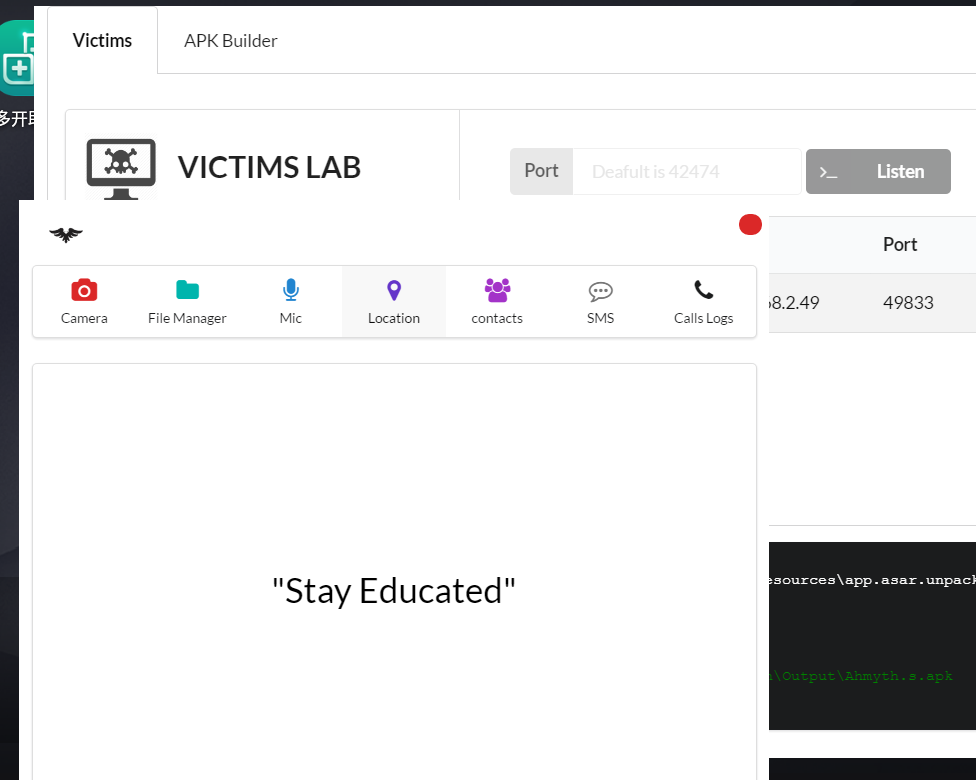 Victims
APK Builder
多开
VICTIMS LAB
Port
Deafult is 42474
Listen
Port
8.2.49
49833
Camera
File Manager
Mic
Location
contacts
SMS
Calls Logs
"Stay Educated"
esources\app.asar.unpack
\Output\Ahmyth.s.apk